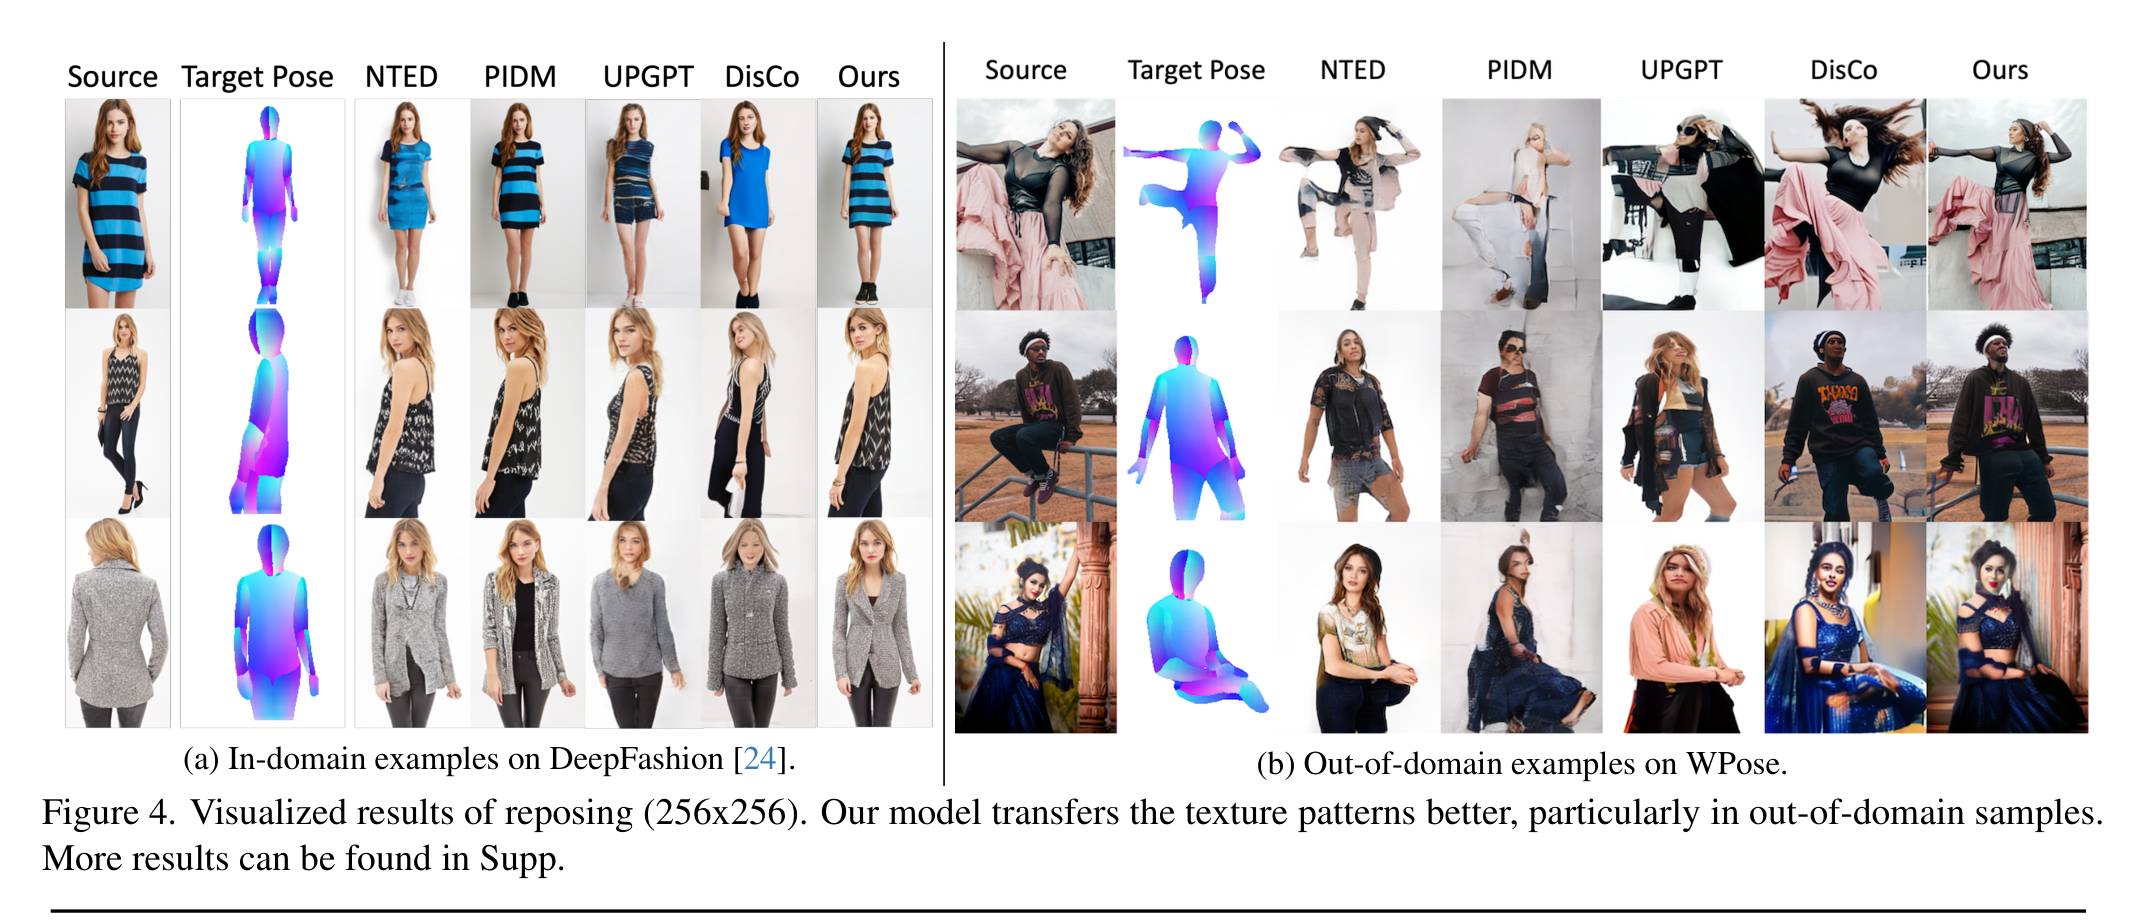 Source Target Pose NTED PIDM UPGPT DisCo Ours
Source Target Pose NTED PIDM UPGPT DisCo Ours
(a) In-domain examples on DeepFashion [24].
(b) Out-of-domain examples on WPose.
Figure 4. Visualized results of reposing (256x256). Our model transfers the texture patterns better, particularly in out-of-domain samples.
More results can be found in Supp.